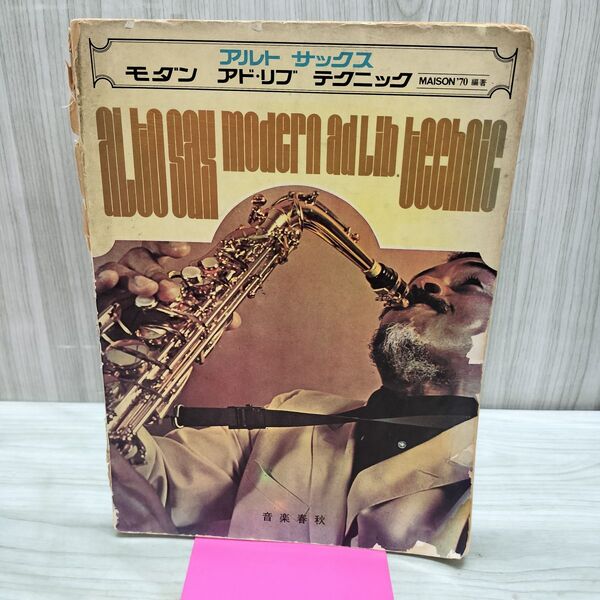 アルト サックス
モダン アド・リブ テクニック MAISON '70 編著
alto sax modern ad lib. technic
音楽春秋